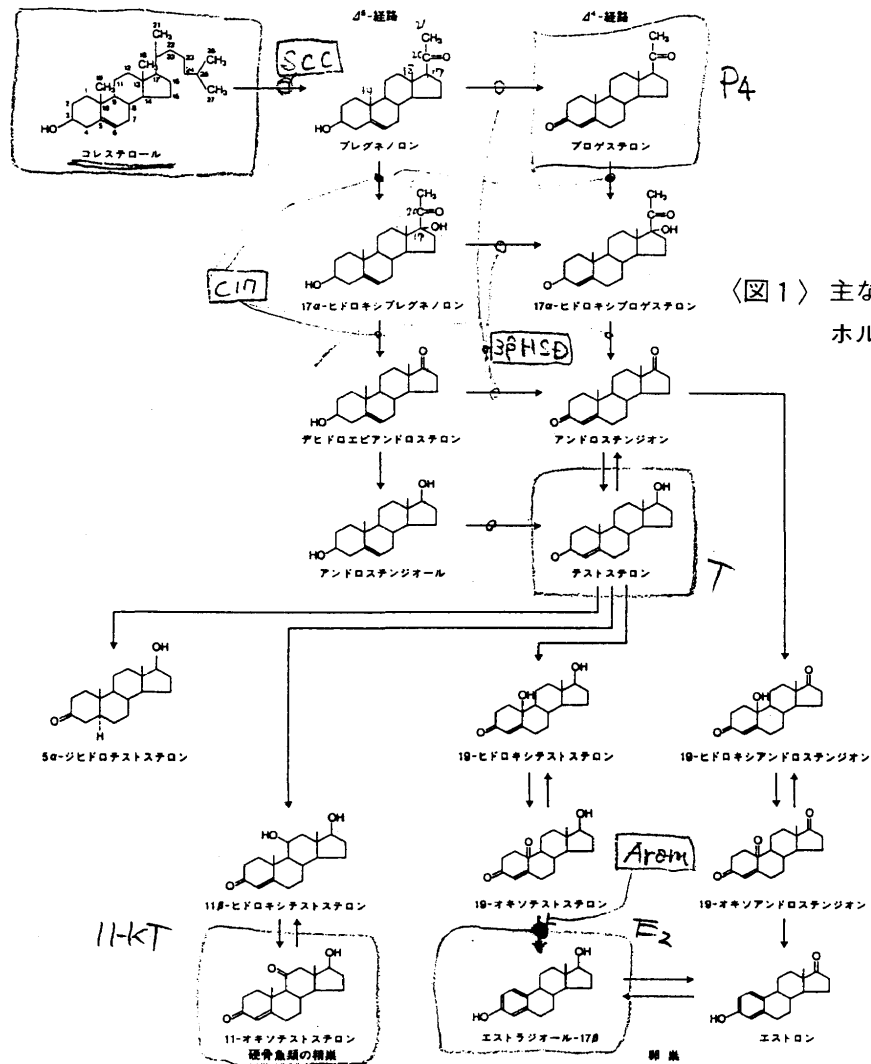 Δ⁵-経路
Δ⁴-経路
SCC
P4
コレステロール
プレグネノロン
プロゲステロン
C17
17α-ヒドロキシプレグネノロン
17α-ヒドロキシプロゲステロン
〈図1〉 主な
ホル
3βHSD
デヒドロエピアンドロステロン
アンドロステンジオン
アンドロステンジオール
テストステロン
T
5α-ジヒドロテストステロン
19-ヒドロキシテストステロン
19-ヒドロキシアンドロステンジオン
11β-ヒドロキシテストステロン
Arom
19-オキソテストステロン
19-オキソアンドロステンジオン
11-KT
E₂
11-オキソテストステロン
硬骨魚類の精巣
エストラジオール-17β
卵巣
エストロン